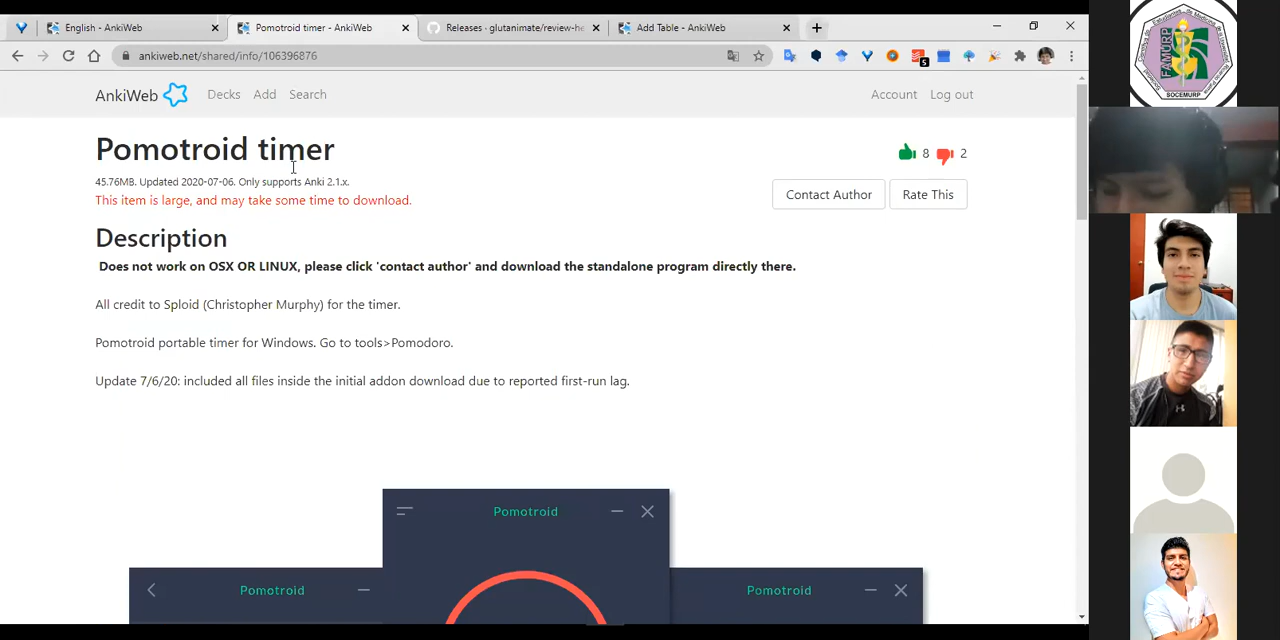 English - AnkiWeb
Pomotroid timer - AnkiWeb
Releases · glutanimate/review-he
Add Table - AnkiWeb
ankiweb.net/shared/info/106396876
5
AnkiWeb
Decks
Add
Search
Account
Log out
Pomotroid timer
8
2
45.76MB. Updated 2020-07-06. Only supports Anki 2.1.x.
This item is large, and may take some time to download.
Contact Author
Rate This
Description
Does not work on OSX OR LINUX, please click 'contact author' and download the standalone program directly there.
All credit to Sploid (Christopher Murphy) for the timer.
Pomotroid portable timer for Windows. Go to tools>Pomodoro.
Update 7/6/20: included all files inside the initial addon download due to reported first-run lag.
Pomotroid
Pomotroid
Pomotroid
FAMURP
SOCEMURP